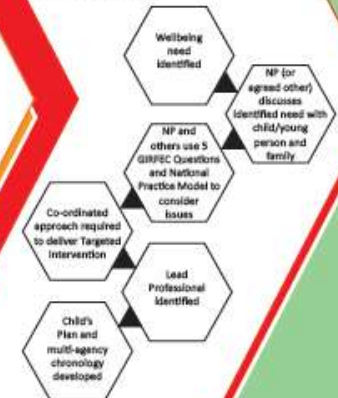 Wellbeing
need
identified
NP (or
agreed other)
discusses
identified need with
child/young
person and
family
NP and
others use 5
GIRFEC Questions
and National
Practice Model to
consider
issues
Co-ordinated
approach required
to deliver Targeted
Intervention
Lead
Professional
identified
Child's
Plan and
multi-agency
chronology
developed